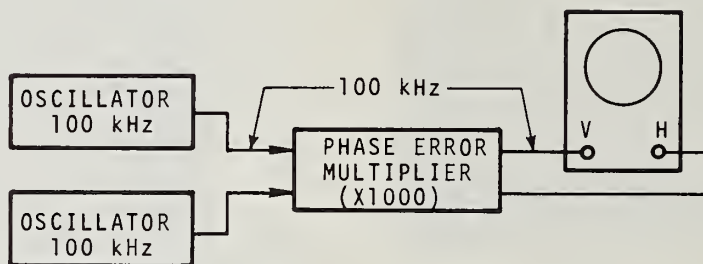 100 kHz
OSCILLATOR
100 kHz
PHASE ERROR
MULTIPLIER
(X1000)
V H
OSCILLATOR
100 kHz